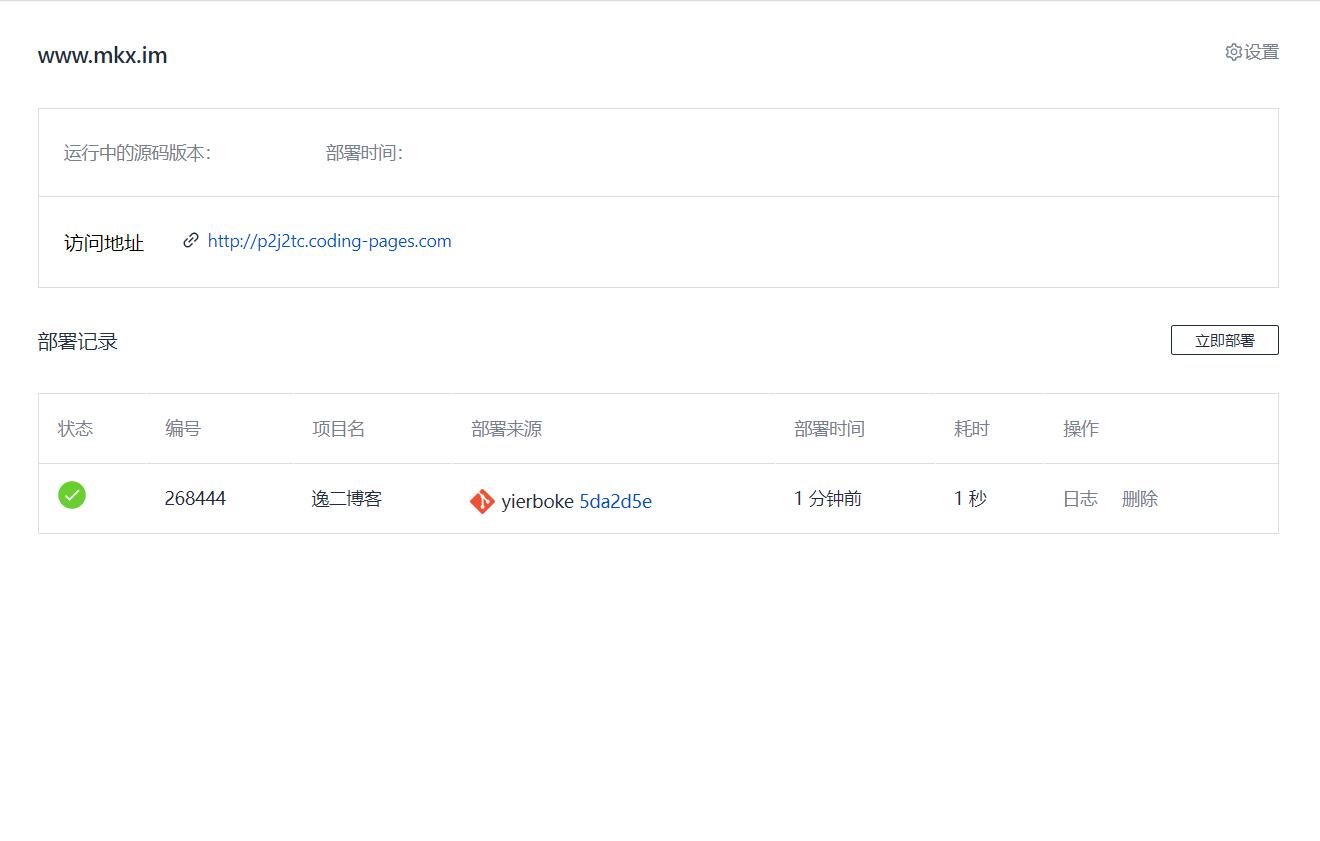 www.mkx.im
设置
运行中的源码版本： 部署时间：
访问地址 http://p2j2tc.coding-pages.com
部署记录
立即部署
状态 编号 项目名 部署来源 部署时间 耗时 操作
268444 逸二博客 yierboke 5da2d5e 1 分钟前 1 秒 日志 删除